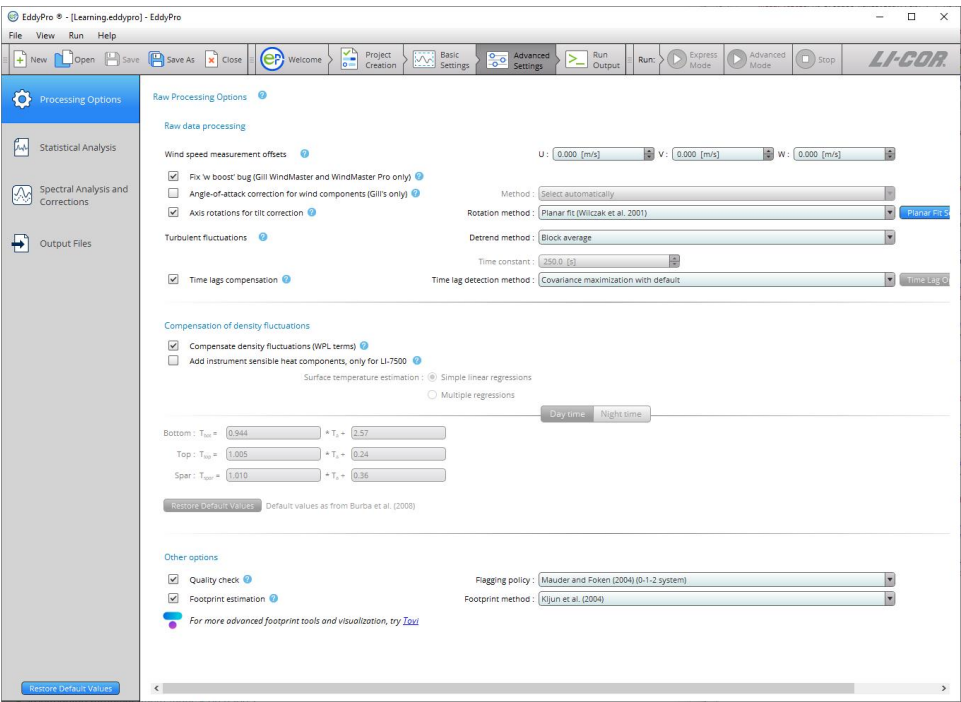 EddyPro ® - [Learning.eddypro] - EddyPro
File View Run Help
New Open Save Save As Close Welcome Project Creation Basic Settings Advanced Settings Run Output Run: Express Mode Advanced Mode Stop LI-COR.
Processing Options
Statistical Analysis
Spectral Analysis and
Corrections
Output Files
Restore Default Values
Raw Processing Options ?
Raw data processing
Wind speed measurement offsets ? U : 0.000 [m/s] V : 0.000 [m/s] W : 0.000 [m/s]
Fix 'w boost' bug (Gill WindMaster and WindMaster Pro only) ?
Angle-of-attack correction for wind components (Gill's only) ? Method : Select automatically
Axis rotations for tilt correction ? Rotation method : Planar fit (Wilczak et al. 2001) Planar Fit S
Turbulent fluctuations ? Detrend method : Block average
Time constant : 250.0 [s]
Time lags compensation ? Time lag detection method : Covariance maximization with default Time Lag O
Compensation of density fluctuations
Compensate density fluctuations (WPL terms) ?
Add instrument sensible heat components, only for LI-7500 ?
Surface temperature estimation : Simple linear regressions
Multiple regressions
Day time Night time
Bottom : T = 0.944 * T + 2.57
Top : Ttop = 1.005 * T + 0.24
Spar : Tspar = 1.010 * T + 0.36
Restore Default Values Default values as from Burba et al. (2008)
Other options
Quality check ? Flagging policy : Mauder and Foken (2004) (0-1-2 system)
Footprint estimation ? Footprint method : Kljun et al. (2004)
For more advanced footprint tools and visualization, try Tovi